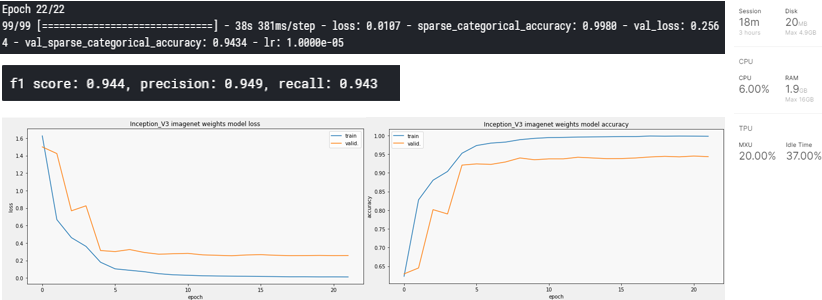 Epoch 22/22
99/99 [==============================] - 38s 381ms/step - loss: 0.0107 - sparse_categorical_accuracy: 0.9980 - val_loss: 0.256
4 - val_sparse_categorical_accuracy: 0.9434 - lr: 1.0000e-05
f1 score: 0.944, precision: 0.949, recall: 0.943
Inception_V3 imagenet weights model loss
train
valid
1.6
1.4
1.2
1.0
0.8
0.6
0.4
0.2
0.0
loss
0
5
10
15
20
epoch
Inception_V3 imagenet weights model accuracy
train
valid
1.00
0.95
0.90
0.85
0.80
0.75
0.70
0.65
accuracy
0
5
10
15
20
epoch
Session Disk
18m 20MB
3 hours Max 4.9GB
CPU
CPU RAM
6.00% 1.9GB
Max 16GB
TPU
MXU Idle Time
20.00% 37.00%